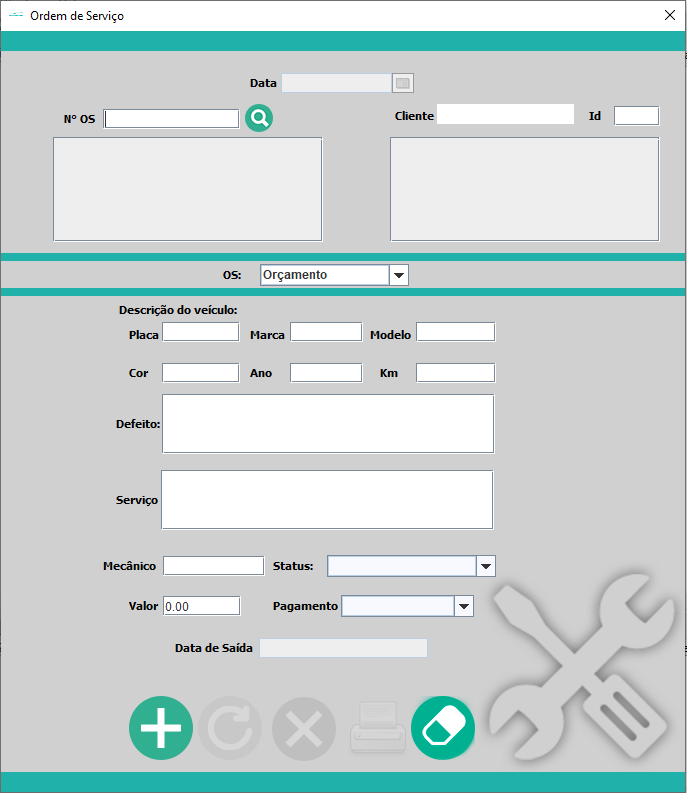 Ordem de Serviço
Data
N° OS
Cliente
Id
OS:
Orçamento
Descrição do veículo:
Placa
Marca
Modelo
Cor
Ano
Km
Defeito:
Serviço
Mecânico
Status:
Valor
0.00
Pagamento
Data de Saída